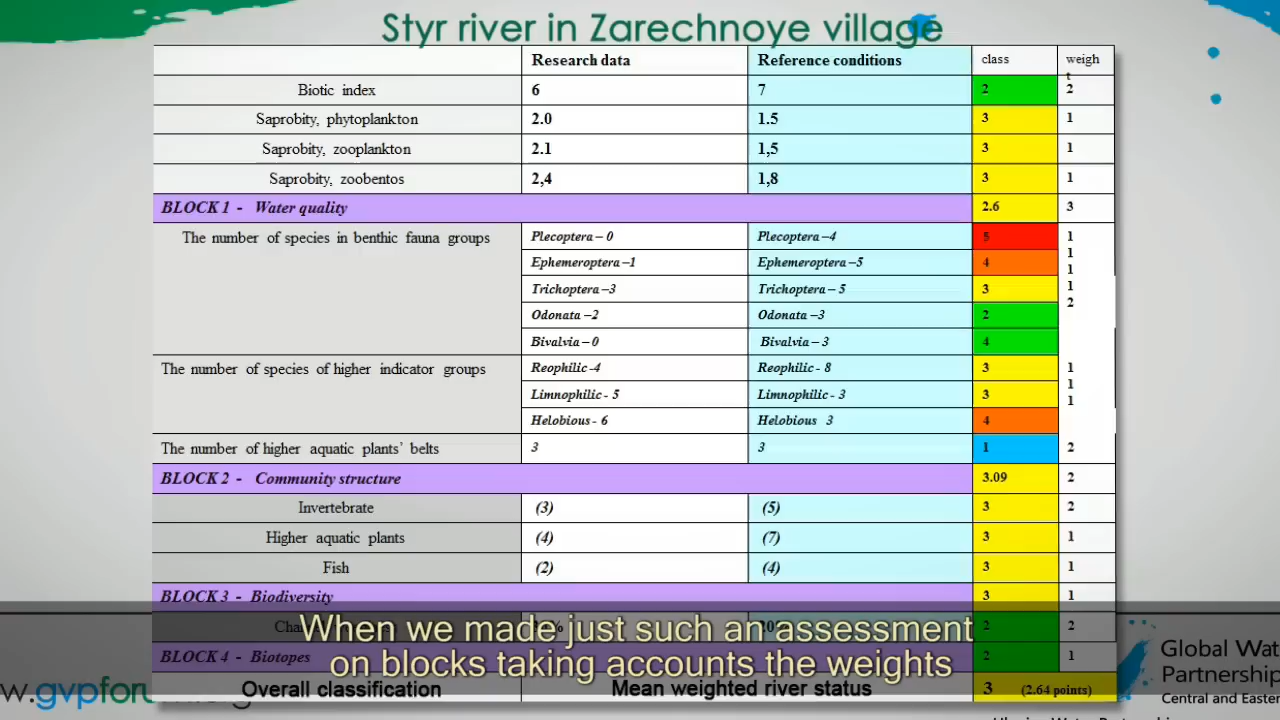 Styr river in Zarechnoye village
Research data Reference conditions class weigh
t
Biotic index 6 7 2 2
Saprobity, phytoplankton 2.0 1.5 3 1
Saprobity, zooplankton 2.1 1,5 3 1
Saprobity, zoobentos 2,4 1,8 3 1
BLOCK 1 - Water quality 2.6 3
The number of species in benthic fauna groups Plecoptera – 0 Plecoptera –4 5 1
Ephemeroptera –1 Ephemeroptera –5 4 1
1
Trichoptera –3 Trichoptera – 5 3 1
2
Odonata –2 Odonata –3 2
Bivalvia – 0 Bivalvia – 3 4
The number of species of higher indicator groups Reophilic -4 Reophilic - 8 3 1
1
Limnophilic - 5 Limnophilic - 3 3 1
Helobious - 6 Helobious 3 4
The number of higher aquatic plants’ belts 3 3 1 2
BLOCK 2 - Community structure 3.09 2
Invertebrate (3) (5) 3 2
Higher aquatic plants (4) (7) 3 1
Fish (2) (4) 3 1
BLOCK 3 - Biodiversity 3 1
2 2
When we made just such an assessment
on blocks taking accounts the weights
BLOCK 4 - Biotopes 2 1
Overall classification Mean weighted river status 3 (2.64 points)
Global Wat
Partnership
Central and Easter